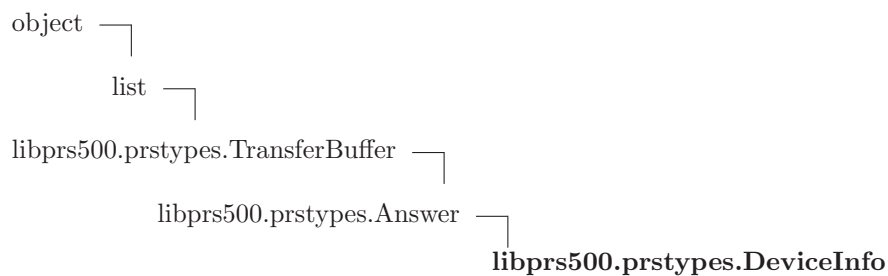 object
list
libprs500.prstypes.TransferBuffer
libprs500.prstypes.Answer
libprs500.prstypes.DeviceInfo